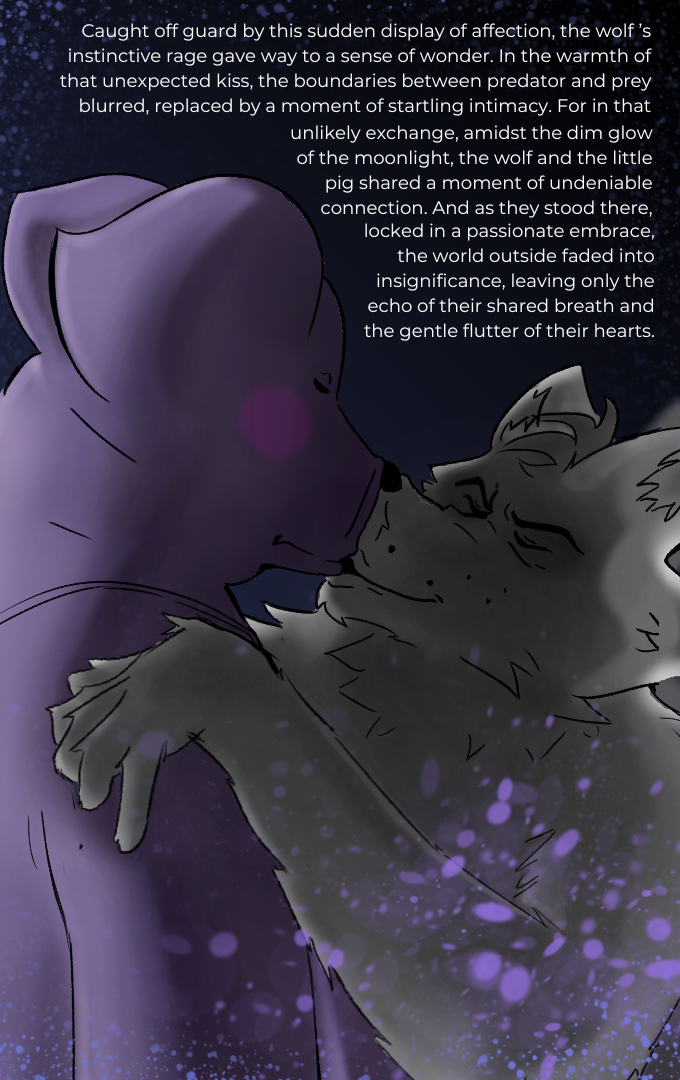 Caught off guard by this sudden display of affection, the wolf 's
instinctive rage gave way to a sense of wonder. In the warmth of
that unexpected kiss, the boundaries between predator and prey
blurred, replaced by a moment of startling intimacy. For in that
unlikely exchange, amidst the dim glow
of the moonlight, the wolf and the little
pig shared a moment of undeniable
connection. And as they stood there,
locked in a passionate embrace,
the world outside faded into
insignificance, leaving only the
echo of their shared breath and
the gentle flutter of their hearts.